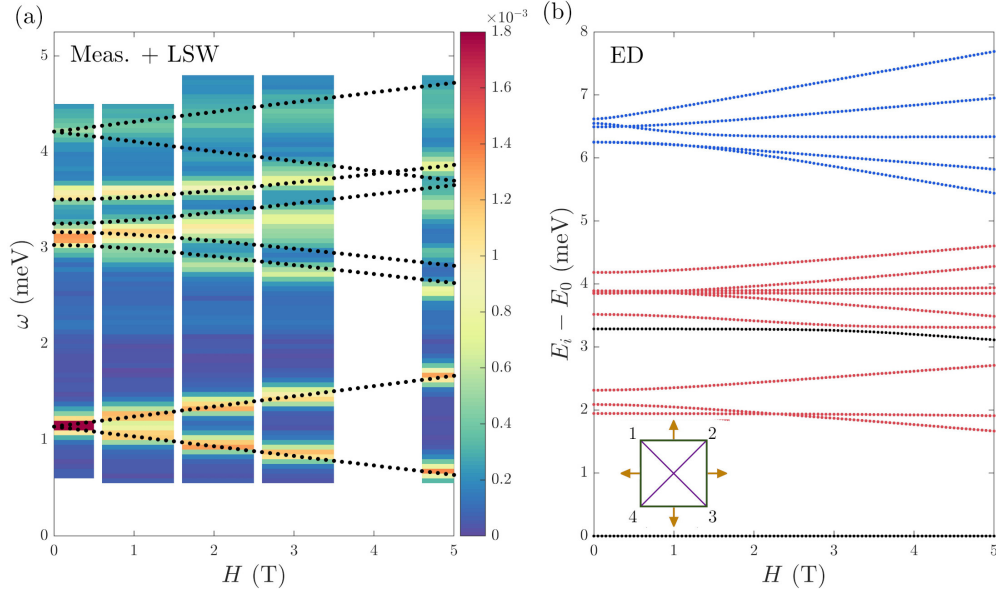 (a)
Meas. + LSW
ω (meV)
5
4
3
2
1
0
0 1 2 3 4 5
H (T)
×10⁻³
1.8
1.6
1.4
1.2
1
0.8
0.6
0.4
0.2
0
(b)
ED
Eᵢ − E₀ (meV)
8
7
6
5
4
3
2
1
0
1 2
4 3
0 1 2 3 4 5
H (T)